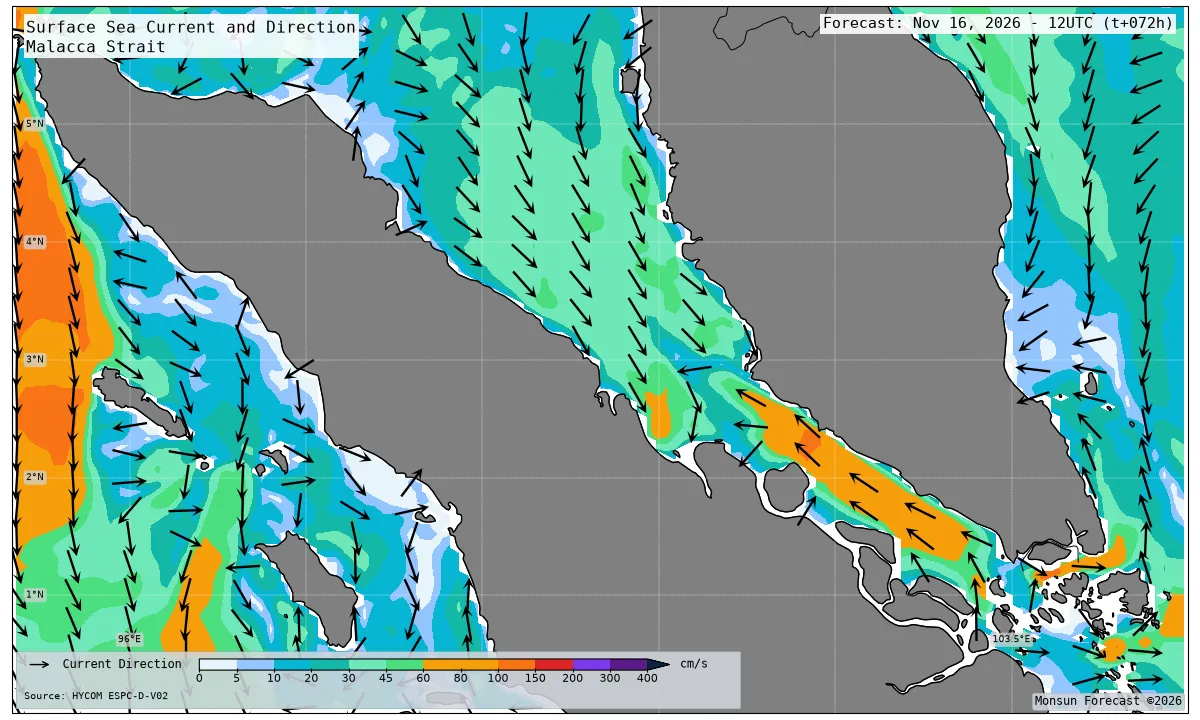 Surface Sea Current and Direction
Malacca Strait
Forecast: Nov 16, 2026 - 12UTC (t+072h)
5°N
4°N
3°N
2°N
1°N
96°E
103.5°E
Current Direction
0 5 10 20 30 45 60 80 100 150 200 300 400 cm/s
Source: HYCOM ESPC-D-V02
Monsun Forecast ©2026